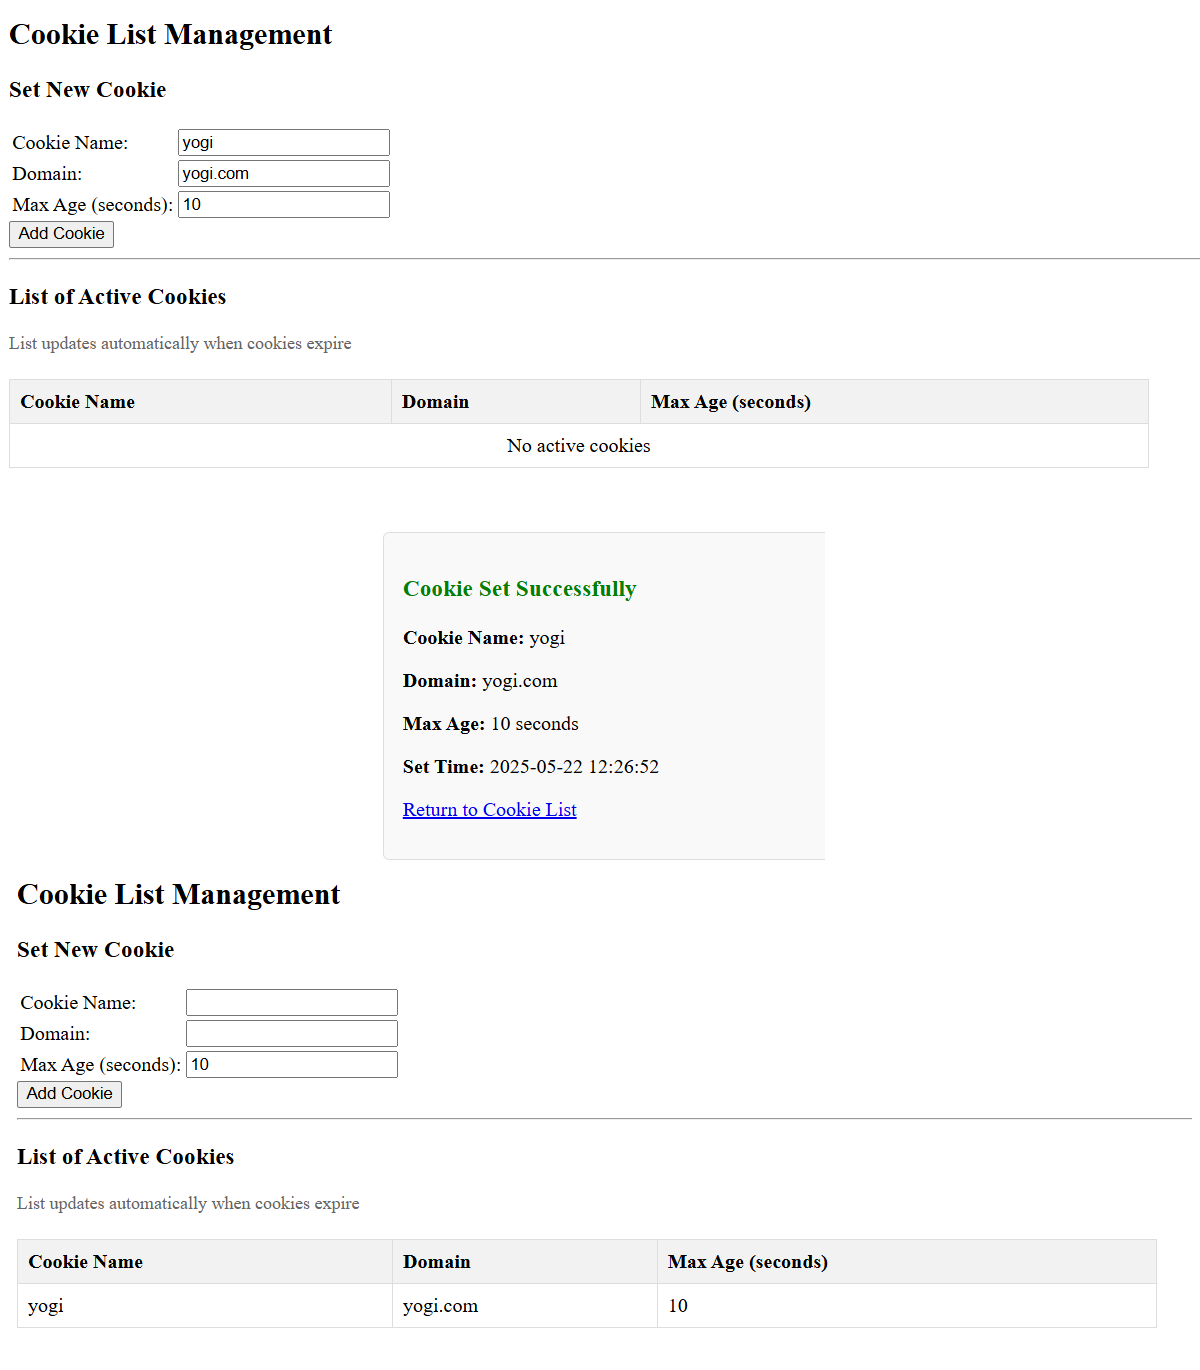 Cookie List Management
Set New Cookie
Cookie Name: yogi
Domain: yogi.com
Max Age (seconds): 10
Add Cookie
List of Active Cookies
List updates automatically when cookies expire
Cookie Name Domain Max Age (seconds)
No active cookies
Cookie Set Successfully
Cookie Name: yogi
Domain: yogi.com
Max Age: 10 seconds
Set Time: 2025-05-22 12:26:52
Return to Cookie List
Cookie List Management
Set New Cookie
Cookie Name:
Domain:
Max Age (seconds): 10
Add Cookie
List of Active Cookies
List updates automatically when cookies expire
Cookie Name Domain Max Age (seconds)
yogi yogi.com 10